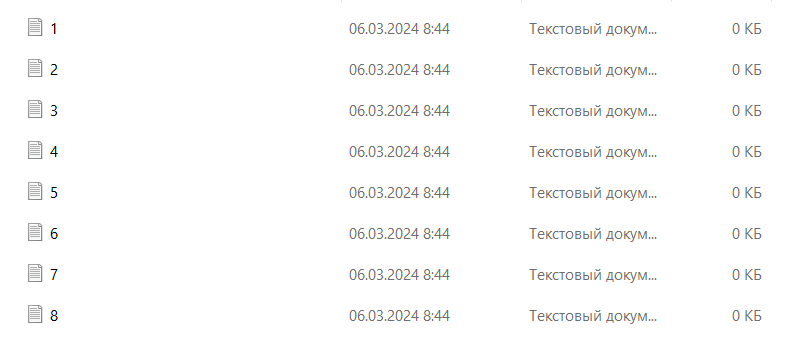 1 06.03.2024 8:44 Текстовый докум... 0 КБ
2 06.03.2024 8:44 Текстовый докум... 0 КБ
3 06.03.2024 8:44 Текстовый докум... 0 КБ
4 06.03.2024 8:44 Текстовый докум... 0 КБ
5 06.03.2024 8:44 Текстовый докум... 0 КБ
6 06.03.2024 8:44 Текстовый докум... 0 КБ
7 06.03.2024 8:44 Текстовый докум... 0 КБ
8 06.03.2024 8:44 Текстовый докум... 0 КБ